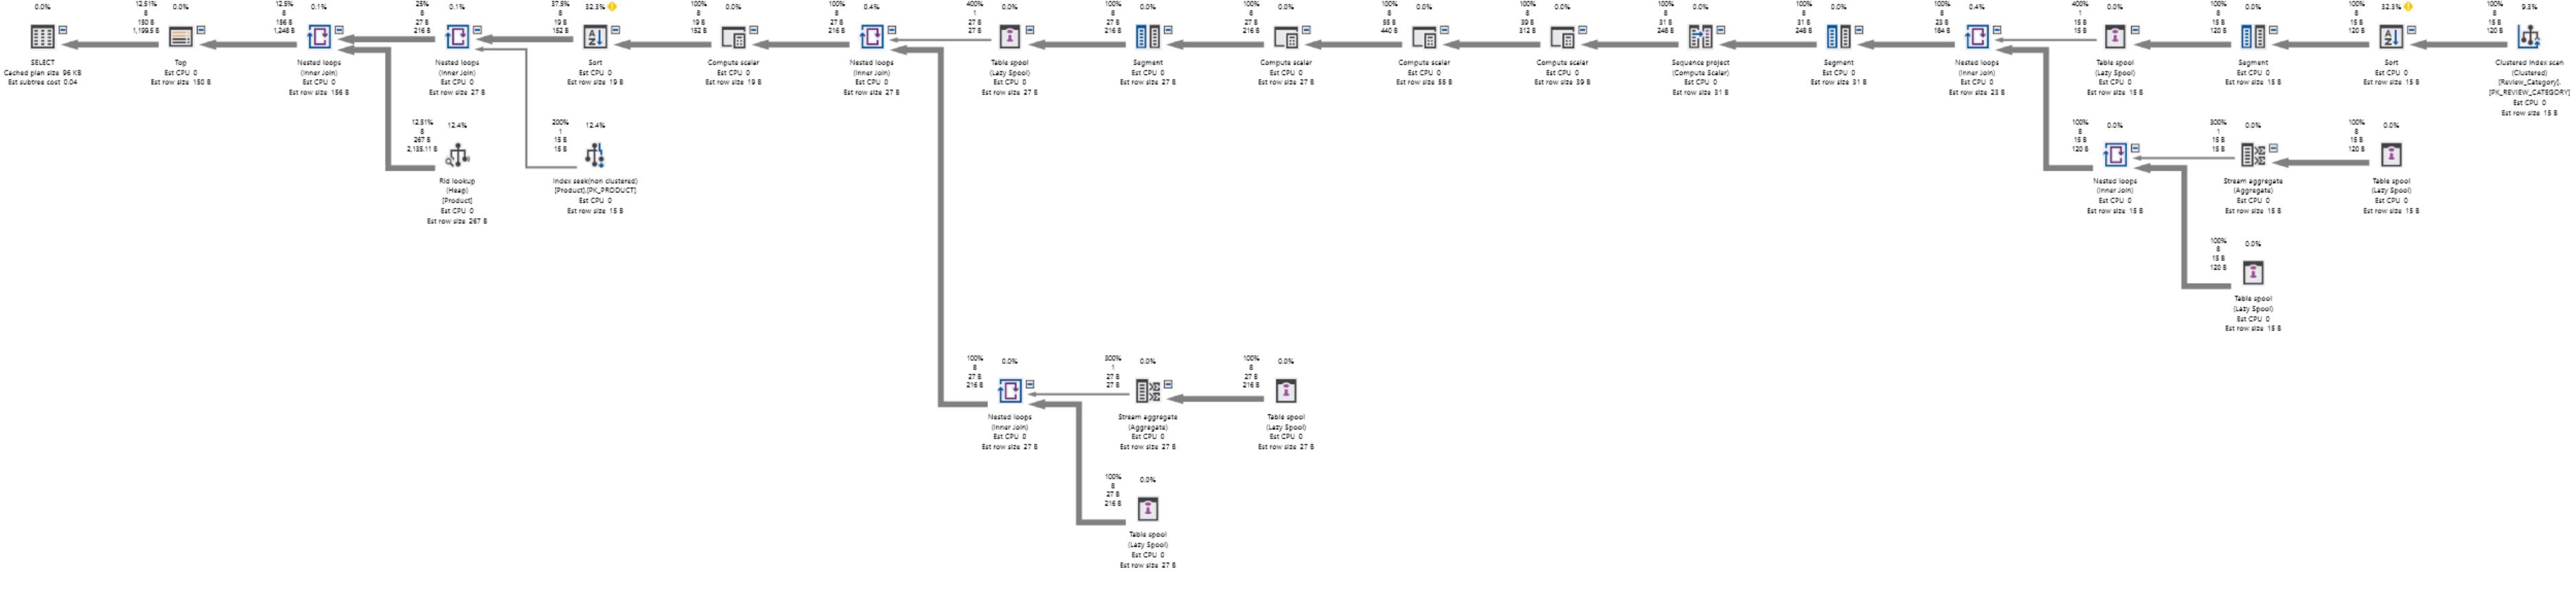 0.0%
SELECT
Cached plan size 96 KB
Est subtree cost 0.04
12.51%
8
150 B
1,199.5 B
0.0%
Top
Est CPU 0
Est row size 150 B
12.5%
8
156 B
1,248 B
0.1%
Nested loops
(Inner Join)
Est CPU 0
Est row size 156 B
25%
8
27 B
216 B
0.1%
Nested loops
(Inner Join)
Est CPU 0
Est row size 27 B
37.5%
8
19 B
152 B
32.3%
Sort
Est CPU 0
Est row size 19 B
100%
8
19 B
152 B
0.0%
Compute scalar
Est CPU 0
Est row size 19 B
100%
8
27 B
216 B
0.4%
Nested loops
(Inner Join)
Est CPU 0
Est row size 27 B
400%
1
27 B
27 B
0.0%
Table spool
(Lazy Spool)
Est CPU 0
Est row size 27 B
100%
8
27 B
216 B
0.0%
Segment
Est CPU 0
Est row size 27 B
100%
8
27 B
216 B
0.0%
Compute scalar
Est CPU 0
Est row size 27 B
100%
8
55 B
440 B
0.0%
Compute scalar
Est CPU 0
Est row size 55 B
100%
8
39 B
312 B
0.0%
Compute scalar
Est CPU 0
Est row size 39 B
100%
8
31 B
248 B
0.0%
Sequence project
(Compute Scalar)
Est CPU 0
Est row size 31 B
100%
8
31 B
248 B
0.0%
Segment
Est CPU 0
Est row size 31 B
100%
8
23 B
184 B
0.4%
Nested loops
(Inner Join)
Est CPU 0
Est row size 23 B
400%
1
15 B
15 B
0.0%
Table spool
(Lazy Spool)
Est CPU 0
Est row size 15 B
100%
8
15 B
120 B
0.0%
Segment
Est CPU 0
Est row size 15 B
100%
8
15 B
120 B
32.3%
Sort
Est CPU 0
Est row size 15 B
100%
8
15 B
120 B
9.3%
Clustered index scan
(Clustered)
[Review_Category].
[PK_REVIEW_CATEGORY]
Est CPU 0
Est row size 15 B
12.51%
8
267 B
2,135.11 B
12.4%
Rid lookup
(Heap)
[Product]
Est CPU 0
Est row size 267 B
200%
1
15 B
15 B
12.4%
Index seek(non clustered)
[Product].[PK_PRODUCT]
Est CPU 0
Est row size 15 B
100%
8
15 B
120 B
0.0%
Nested loops
(Inner Join)
Est CPU 0
Est row size 15 B
300%
1
15 B
15 B
0.0%
Stream aggregate
(Aggregate)
Est CPU 0
Est row size 15 B
100%
8
15 B
120 B
0.0%
Table spool
(Lazy Spool)
Est CPU 0
Est row size 15 B
100%
8
15 B
120 B
0.0%
Table spool
(Lazy Spool)
Est CPU 0
Est row size 15 B
100%
8
27 B
216 B
0.0%
Nested loops
(Inner Join)
Est CPU 0
Est row size 27 B
300%
1
27 B
27 B
0.0%
Stream aggregate
(Aggregate)
Est CPU 0
Est row size 27 B
100%
8
27 B
216 B
0.0%
Table spool
(Lazy Spool)
Est CPU 0
Est row size 27 B
100%
8
27 B
216 B
0.0%
Table spool
(Lazy Spool)
Est CPU 0
Est row size 27 B